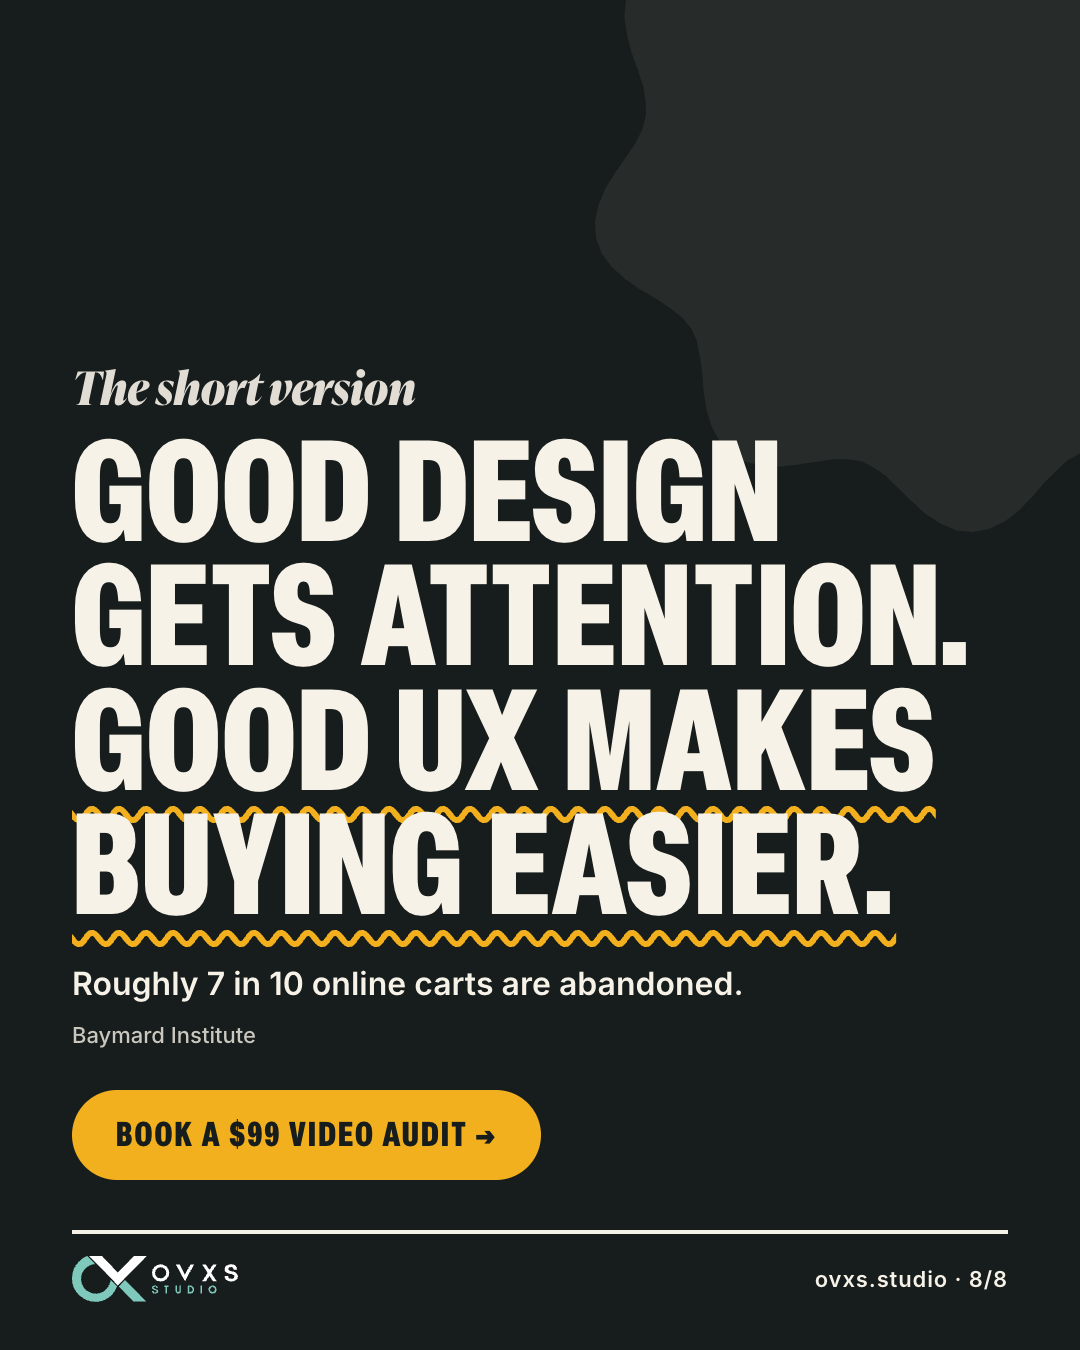 The short version
GOOD DESIGN
GETS ATTENTION.
GOOD UX MAKES
BUYING EASIER.
Roughly 7 in 10 online carts are abandoned.
Baymard Institute
BOOK A $99 VIDEO AUDIT ➔
OVXS
STUDIO
ovxs.studio · 8/8